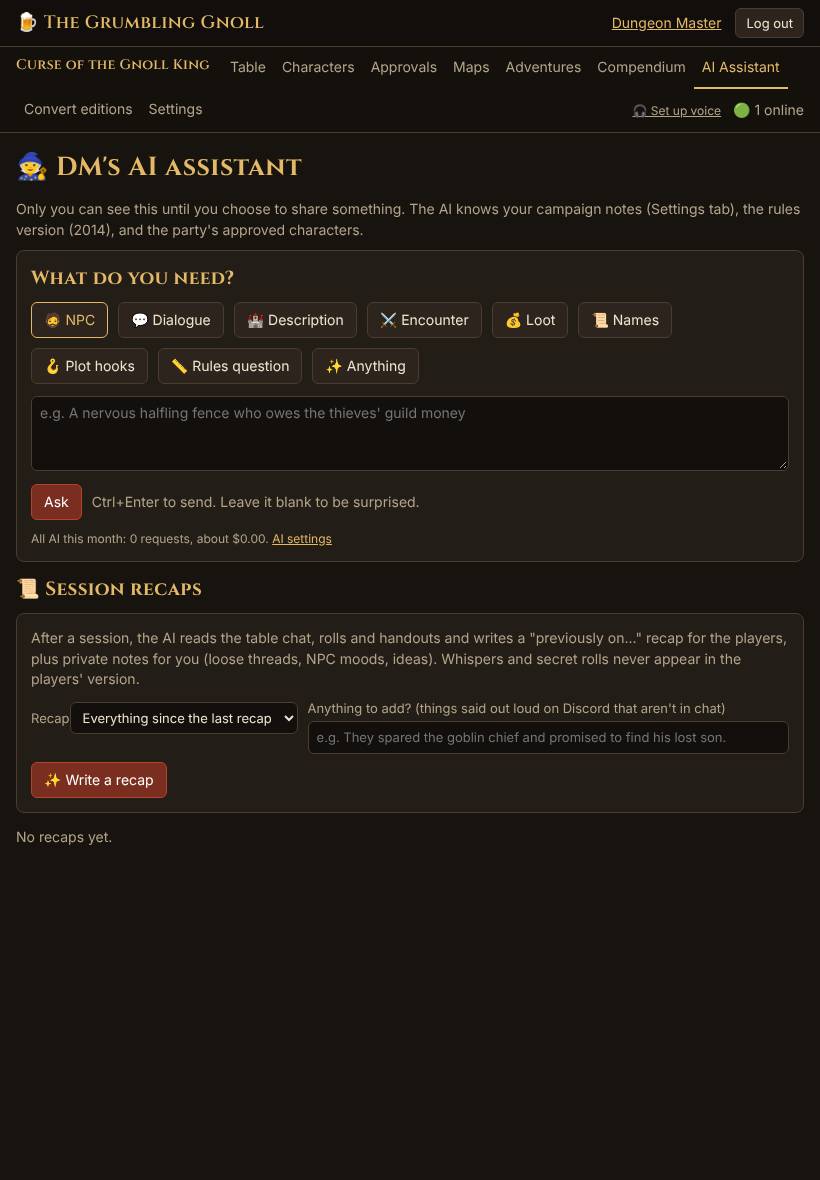 The Grumbling Gnoll
Dungeon Master
Log out
Curse of the Gnoll King
Table
Characters
Approvals
Maps
Adventures
Compendium
AI Assistant
Convert editions
Settings
Set up voice
1 online
DM's AI assistant
Only you can see this until you choose to share something. The AI knows your campaign notes (Settings tab), the rules
version (2014), and the party's approved characters.
What do you need?
NPC
Dialogue
Description
Encounter
Loot
Names
Plot hooks
Rules question
Anything
e.g. A nervous halfling fence who owes the thieves' guild money
Ask
Ctrl+Enter to send. Leave it blank to be surprised.
All AI this month: 0 requests, about $0.00. AI settings
Session recaps
After a session, the AI reads the table chat, rolls and handouts and writes a "previously on..." recap for the players,
plus private notes for you (loose threads, NPC moods, ideas). Whispers and secret rolls never appear in the
players' version.
Recap
Everything since the last recap
Anything to add? (things said out loud on Discord that aren't in chat)
e.g. They spared the goblin chief and promised to find his lost son.
Write a recap
No recaps yet.